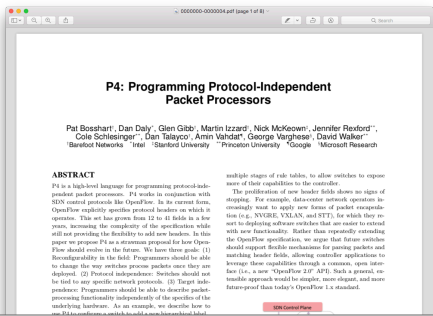 0000000-0000004.pdf (page 1 of 8)
Search
P4: Programming Protocol-Independent
Packet Processors
Pat Bosshart†, Dan Daly*, Glen Gibb†, Martin Izzard†, Nick McKeown‡, Jennifer Rexford**,
Cole Schlesinger**, Dan Talayco†, Amin Vahdat¶, George Varghese§, David Walker**
†Barefoot Networks *Intel ‡Stanford University **Princeton University ¶Google §Microsoft Research
ABSTRACT
P4 is a high-level language for programming protocol-inde-
pendent packet processors. P4 works in conjunction with
SDN control protocols like OpenFlow. In its current form,
OpenFlow explicitly specifies protocol headers on which it
operates. This set has grown from 12 to 41 fields in a few
years, increasing the complexity of the specification while
still not providing the flexibility to add new headers. In this
paper we propose P4 as a strawman proposal for how Open-
Flow should evolve in the future. We have three goals: (1)
Reconfigurability in the field: Programmers should be able
to change the way switches process packets once they are
deployed. (2) Protocol independence: Switches should not
be tied to any specific network protocols. (3) Target inde-
pendence: Programmers should be able to describe packet-
processing functionality independently of the specifics of the
underlying hardware. As an example, we describe how to
use P4 to configure a switch to add a new hierarchical label.
multiple stages of rule tables, to allow switches to expose
more of their capabilities to the controller.
The proliferation of new header fields shows no signs of
stopping. For example, data-center network operators in-
creasingly want to apply new forms of packet encapsula-
tion (e.g., NVGRE, VXLAN, and STT), for which they re-
sort to deploying software switches that are easier to extend
with new functionality. Rather than repeatedly extending
the OpenFlow specification, we argue that future switches
should support flexible mechanisms for parsing packets and
matching header fields, allowing controller applications to
leverage these capabilities through a common, open inter-
face (i.e., a new "OpenFlow 2.0" API). Such a general, ex-
tensible approach would be simpler, more elegant, and more
future-proof than today's OpenFlow 1.x standard.
SDN Control Plane